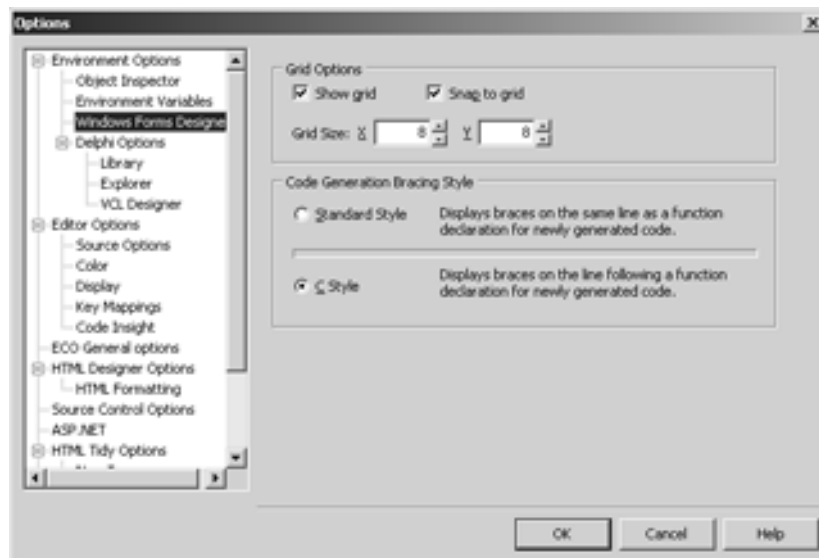 Options
Environment Options
Object Inspector
Environment Variables
Windows Forms Designe
Delphi Options
Library
Explorer
VCL Designer
Editor Options
Source Options
Color
Display
Key Mappings
Code Insight
ECO General options
HTML Designer Options
HTML Formatting
Source Control Options
ASP.NET
HTML Tidy Options
Grid Options
Show grid Snap to grid
Grid Size: X 8 Y 8
Code Generation Bracing Style
Standard Style Displays braces on the same line as a function
declaration for newly generated code.
C Style Displays braces on the line following a function
declaration for newly generated code.
OK Cancel Help